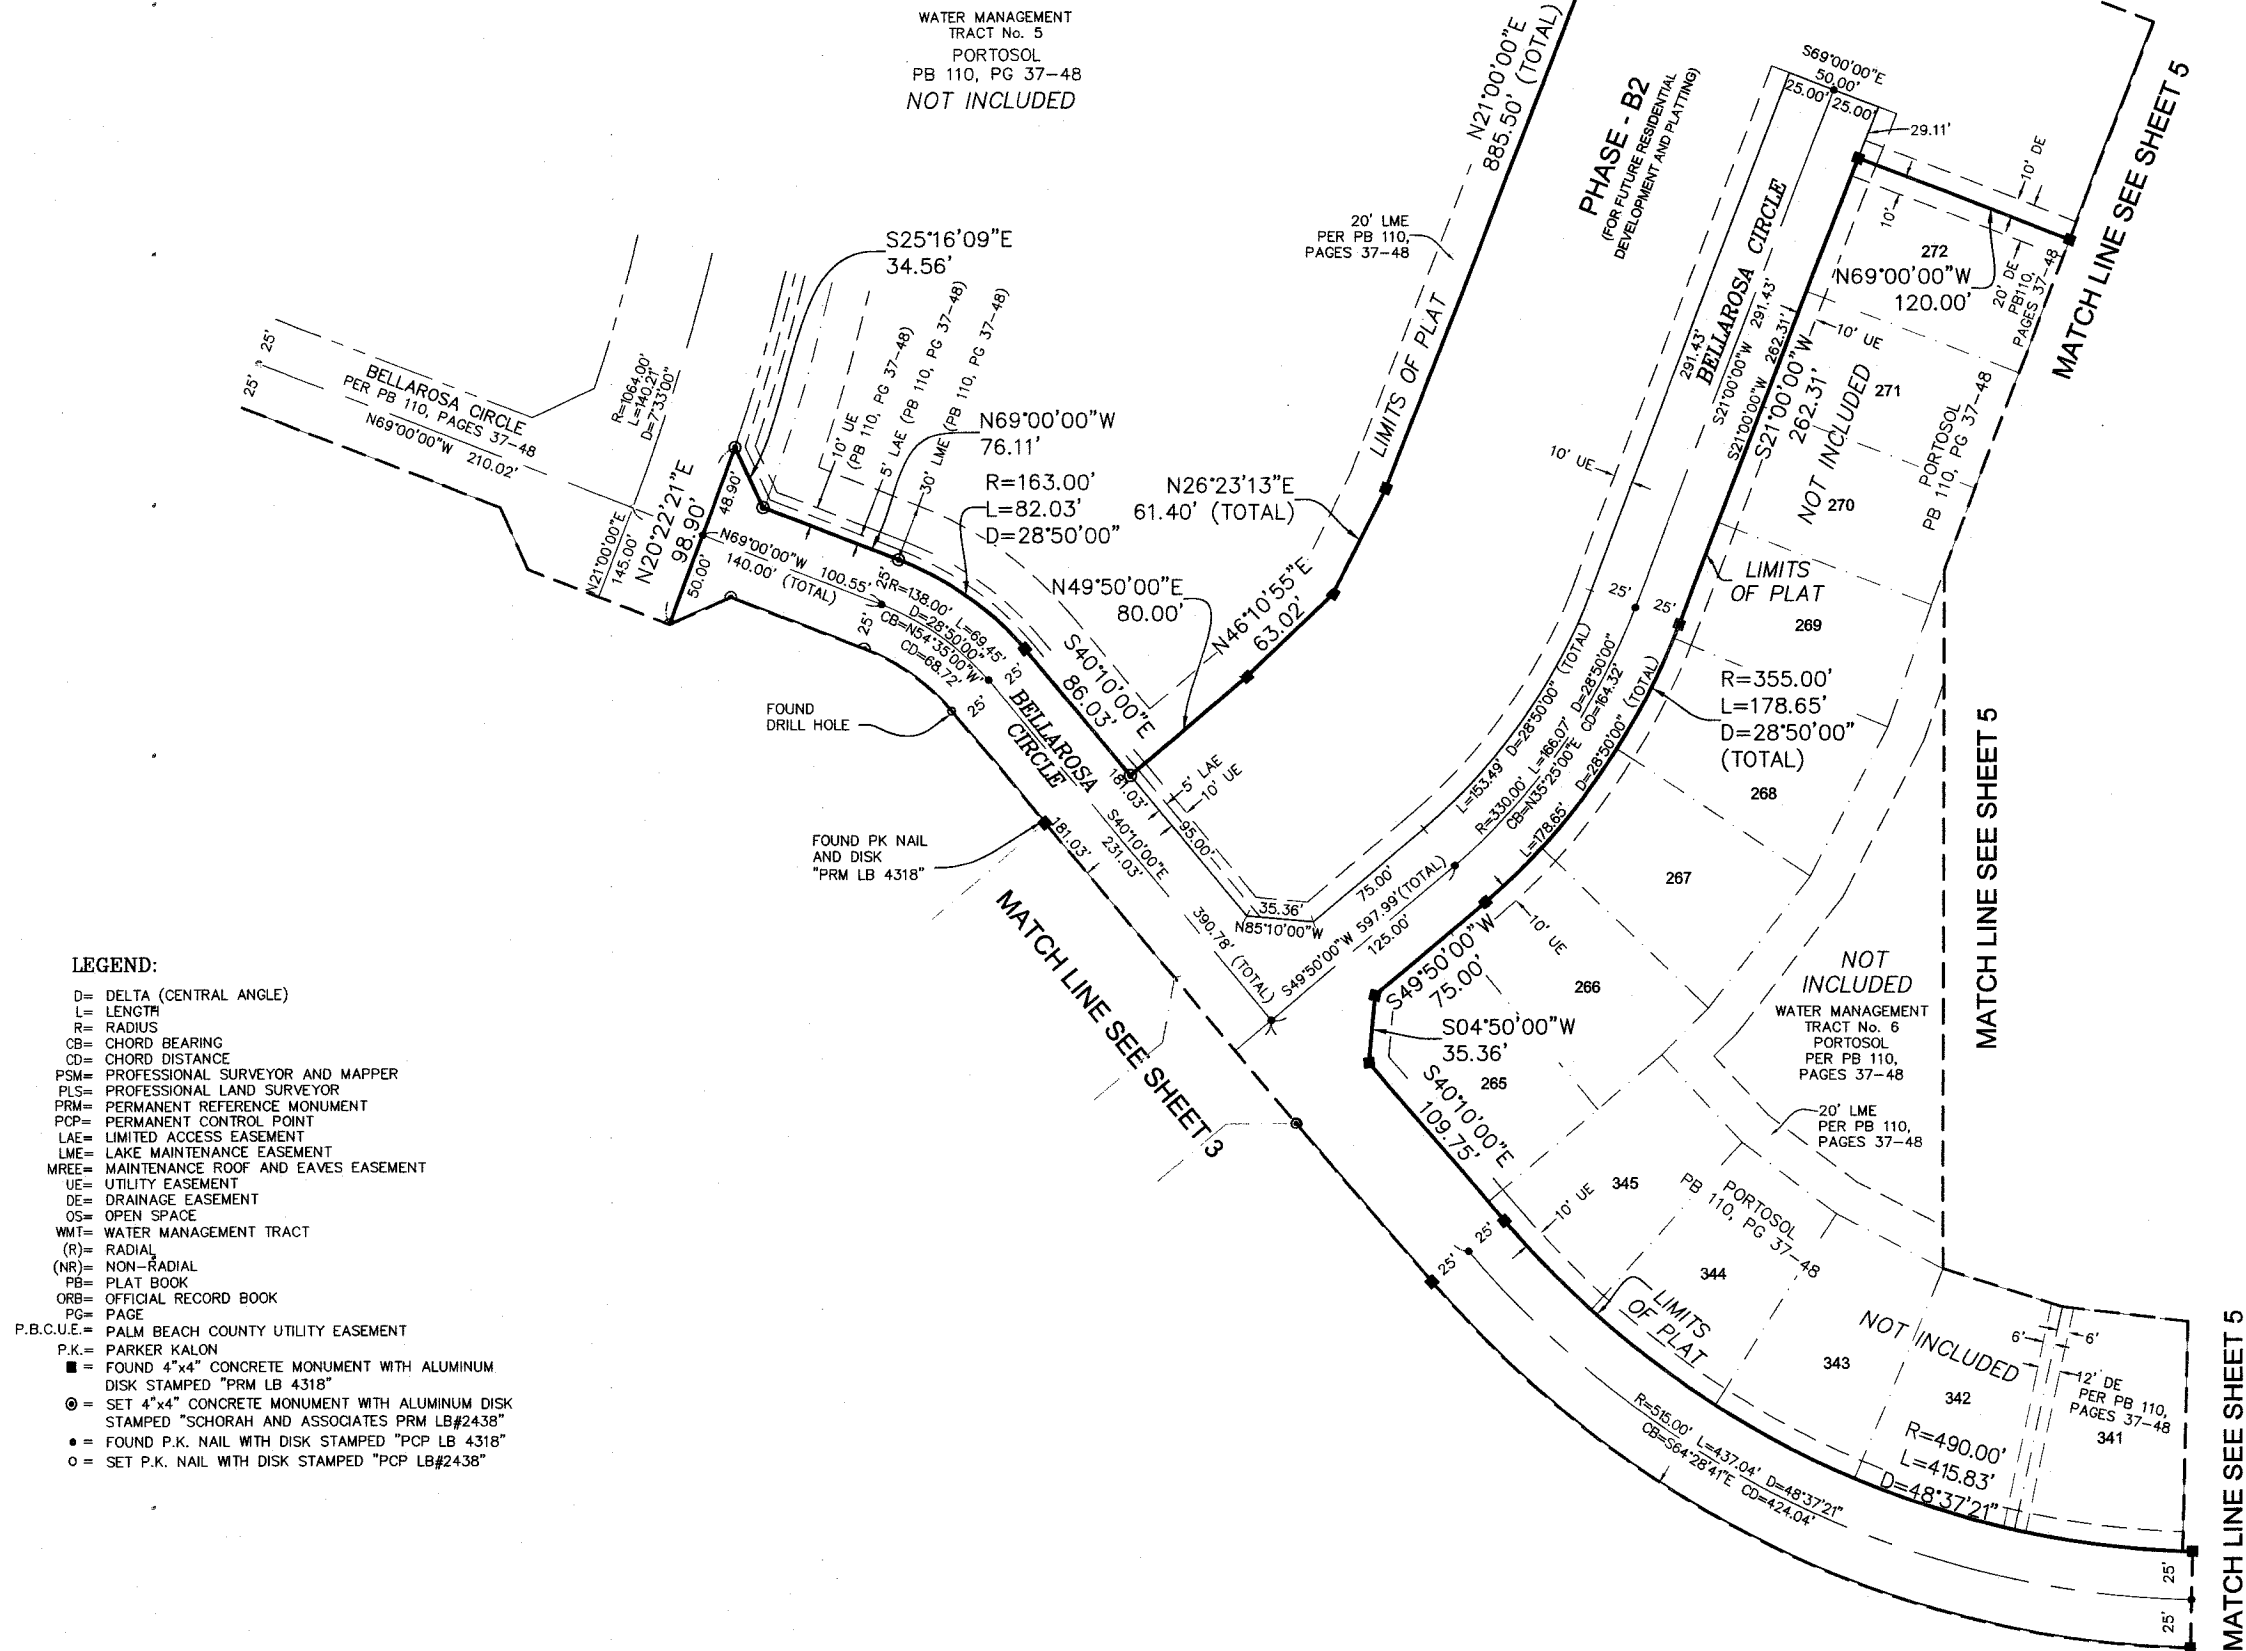 WATER MANAGEMENT
TRACT No. 5
PORTOSOL
PB 110, PG 37-48
NOT INCLUDED
N21°00'00"E
885.50' (TOTAL)
PHASE - B2
(FOR FUTURE RESIDENTIAL
DEVELOPMENT AND PLATTING)
S69°00'00"E
50.00'
25.00' 25.00'
29.11'
10' DE
MATCH LINE SEE SHEET 5
20' LME
PER PB 110,
PAGES 37-48
LIMITS OF PLAT
BELLAROSA CIRCLE
291.43'
S21°00'00"W 291.43'
S21°00'00"W 262.31'
S21°00'00"W
262.31'
10'
272
N69°00'00"W
120.00'
20' DE
PB110,
PAGES 37-48
10' UE
271
NOT INCLUDED
270
PORTOSOL
PB 110, PG 37-48
10' UE
S25°16'09"E
34.56'
25' 25'
25'
BELLAROSA CIRCLE
PER PB 110, PAGES 37-48
N69°00'00"W 210.02'
R=1064.00'
L=140.21'
D=7°33'00"
10' UE
(PB 110, PG 37-48)
5' LAE (PB 110, PG 37-48)
30' LME (PB 110, PG 37-48)
N69°00'00"W
76.11'
R=163.00'
L=82.03'
D=28°50'00"
N26°23'13"E
61.40' (TOTAL)
N49°50'00"E
80.00'
N46°10'55"E
63.02'
N21°00'00"E
145.00'
N20°22'21"E
98.90'
48.90'
50.00'
N69°00'00"W 100.55'
140.00' (TOTAL)
25'
25'
R=138.00' L=69.45'
D=28°50'00"
CB=N54°35'00"W
CD=68.72'
25'
25'
S40°10'00"E
86.03'
FOUND
DRILL HOLE
BELLAROSA
CIRCLE
181.03'
5' LAE
10' UE
95.00'
FOUND PK NAIL
AND DISK
"PRM LB 4318"
181.03'
S40°10'00"E
231.03'
390.78' (TOTAL)
35.36'
N85°10'00"W
75.00'
S49°50'00"W 597.99'(TOTAL)
125.00'
L=153.49' D=28°50'00" (TOTAL)
R=330.00' L=166.07' D=28°50'00"
CB=N35°25'00"E CD=164.32'
L=178.65' D=28°50'00" (TOTAL)
25' 25'
LIMITS
OF PLAT
269
R=355.00'
L=178.65'
D=28°50'00"
(TOTAL)
268
267
MATCH LINE SEE SHEET 5
10' UE
S49°50'00"W
75.00'
266
S04°50'00"W
35.36'
265
S40°10'00"E
109.75'
NOT
INCLUDED
WATER MANAGEMENT
TRACT No. 6
PORTOSOL
PER PB 110,
PAGES 37-48
20' LME
PER PB 110,
PAGES 37-48
MATCH LINE SEE SHEET 3
10' UE
345
PORTOSOL
PB 110, PG 37-48
25'
25'
344
LIMITS
OF PLAT
NOT INCLUDED
343
342
6' 6'
12' DE
PER PB 110,
PAGES 37-48
341
R=490.00'
L=415.83'
D=48°37'21"
R=515.00' L=437.04' D=48°37'21"
CB=S64°28'41"E CD=424.04'
25'
25'
MATCH LINE SEE SHEET 5
LEGEND:
D= DELTA (CENTRAL ANGLE)
L= LENGTH
R= RADIUS
CB= CHORD BEARING
CD= CHORD DISTANCE
PSM= PROFESSIONAL SURVEYOR AND MAPPER
PLS= PROFESSIONAL LAND SURVEYOR
PRM= PERMANENT REFERENCE MONUMENT
PCP= PERMANENT CONTROL POINT
LAE= LIMITED ACCESS EASEMENT
LME= LAKE MAINTENANCE EASEMENT
MREE= MAINTENANCE ROOF AND EAVES EASEMENT
UE= UTILITY EASEMENT
DE= DRAINAGE EASEMENT
OS= OPEN SPACE
WMT= WATER MANAGEMENT TRACT
(R)= RADIAL
(NR)= NON-RADIAL
PB= PLAT BOOK
ORB= OFFICIAL RECORD BOOK
PG= PAGE
P.B.C.U.E.= PALM BEACH COUNTY UTILITY EASEMENT
P.K.= PARKER KALON
■ = FOUND 4"x4" CONCRETE MONUMENT WITH ALUMINUM
DISK STAMPED "PRM LB 4318"
◉ = SET 4"x4" CONCRETE MONUMENT WITH ALUMINUM DISK
STAMPED "SCHORAH AND ASSOCIATES PRM LB#2438"
● = FOUND P.K. NAIL WITH DISK STAMPED "PCP LB 4318"
○ = SET P.K. NAIL WITH DISK STAMPED "PCP LB#2438"